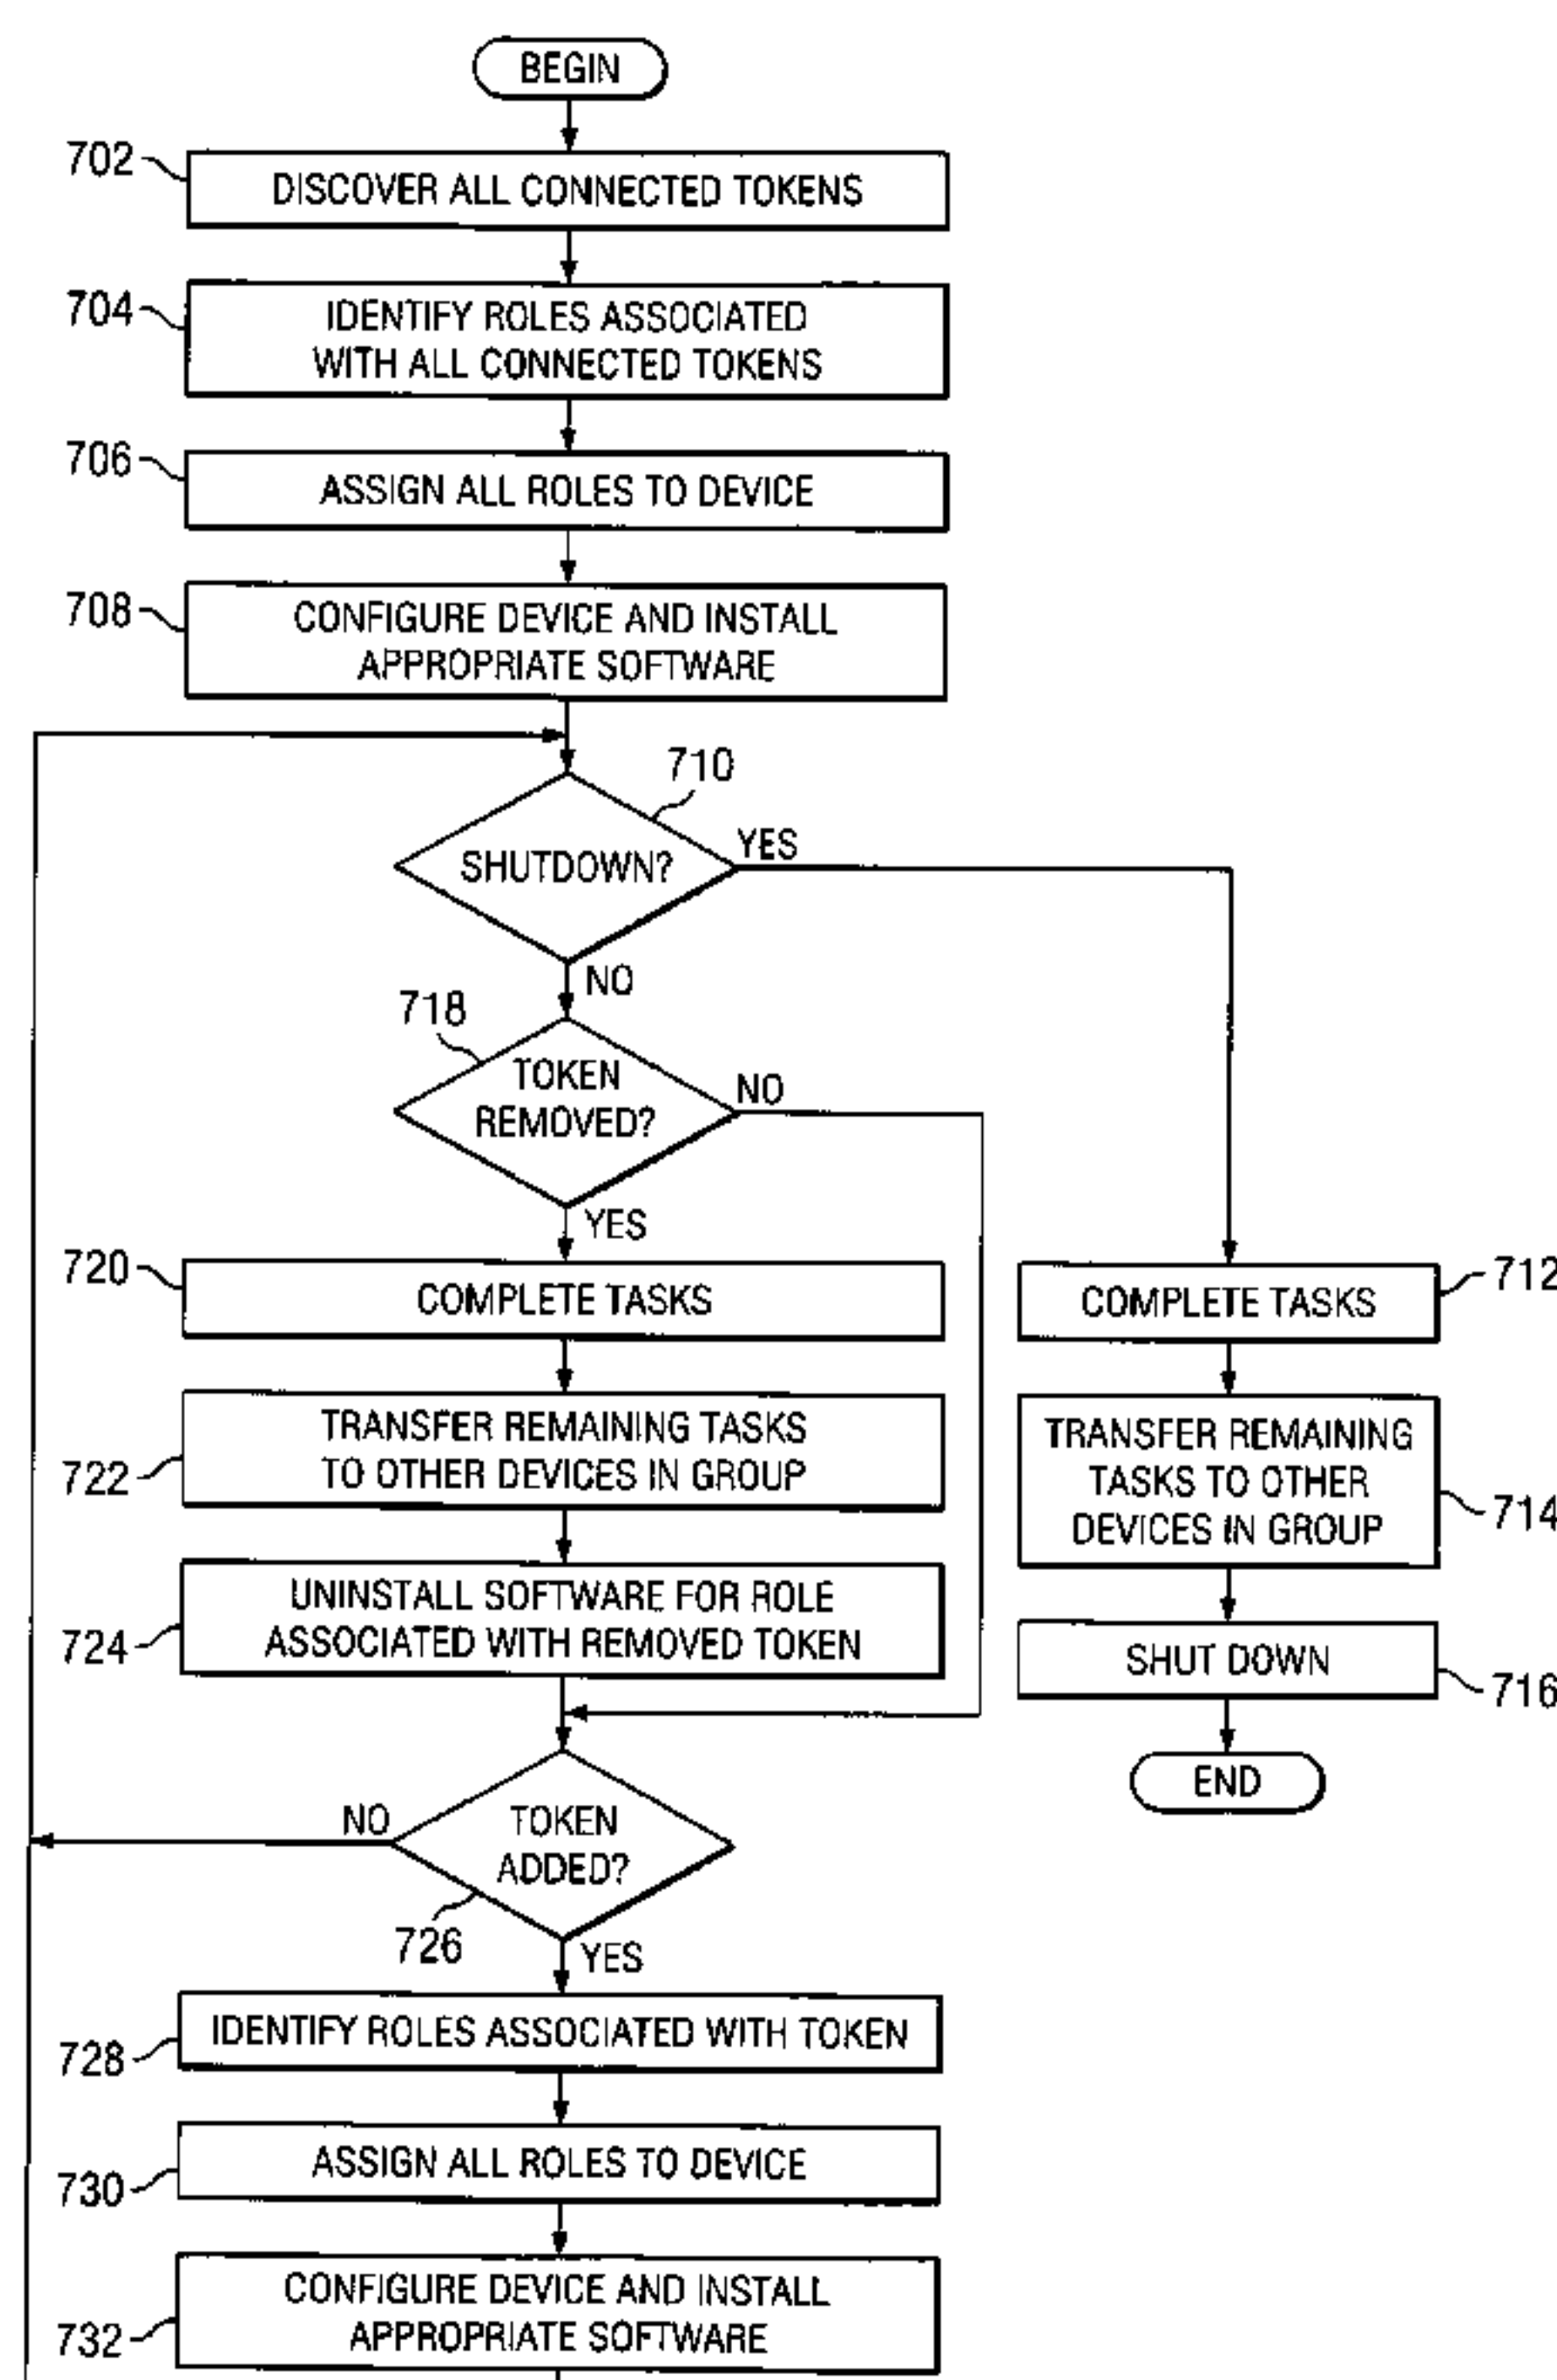 BEGIN
702
DISCOVER ALL CONNECTED TOKENS
704
IDENTIFY ROLES ASSOCIATED
WITH ALL CONNECTED TOKENS
706
ASSIGN ALL ROLES TO DEVICE
708
CONFIGURE DEVICE AND INSTALL
APPROPRIATE SOFTWARE
710
SHUTDOWN?
YES
NO
718
TOKEN
REMOVED?
NO
YES
720
COMPLETE TASKS
722
TRANSFER REMAINING TASKS
TO OTHER DEVICES IN GROUP
724
UNINSTALL SOFTWARE FOR ROLE
ASSOCIATED WITH REMOVED TOKEN
712
COMPLETE TASKS
714
TRANSFER REMAINING
TASKS TO OTHER
DEVICES IN GROUP
SHUT DOWN
716
END
NO
TOKEN
ADDED?
726
YES
728
IDENTIFY ROLES ASSOCIATED WITH TOKEN
730
ASSIGN ALL ROLES TO DEVICE
732
CONFIGURE DEVICE AND INSTALL
APPROPRIATE SOFTWARE